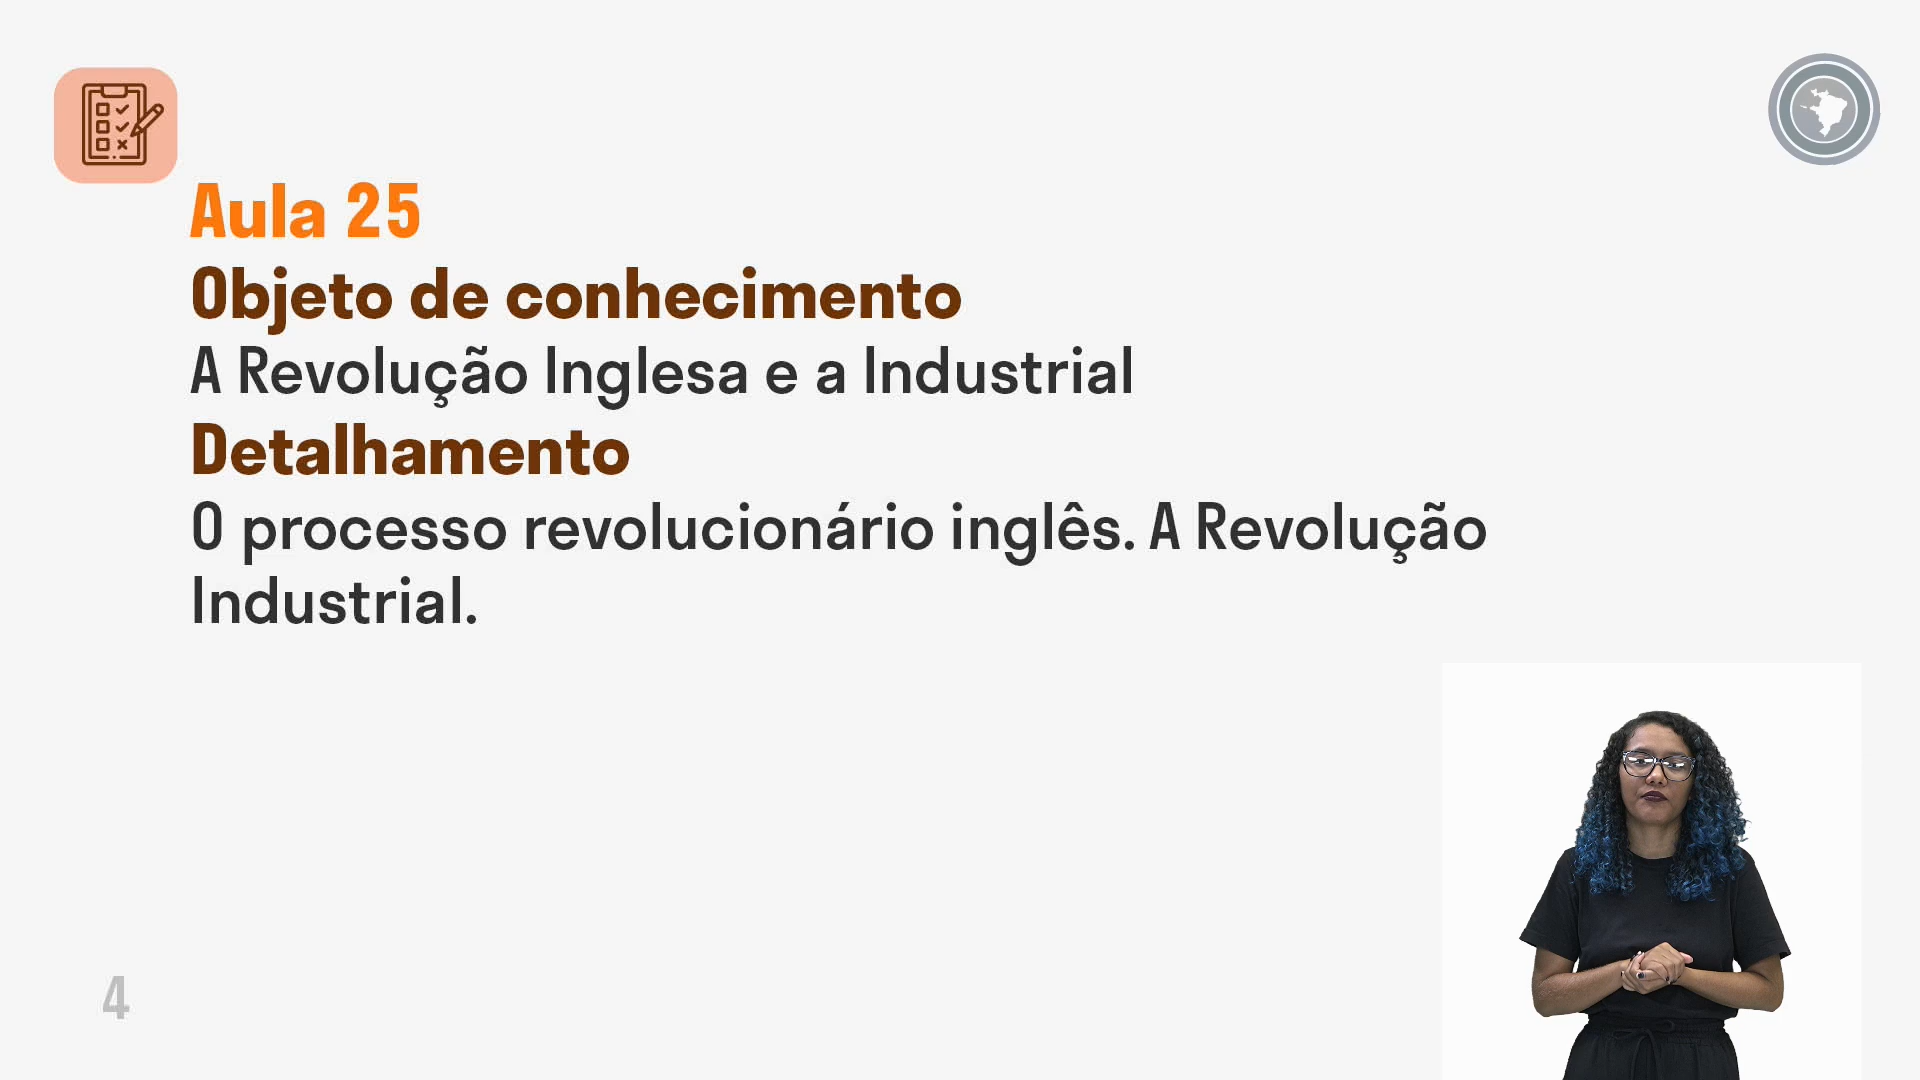 Aula 25
Objeto de conhecimento
A Revolução Inglesa e a Industrial
Detalhamento
O processo revolucionário inglês. A Revolução
Industrial.
4